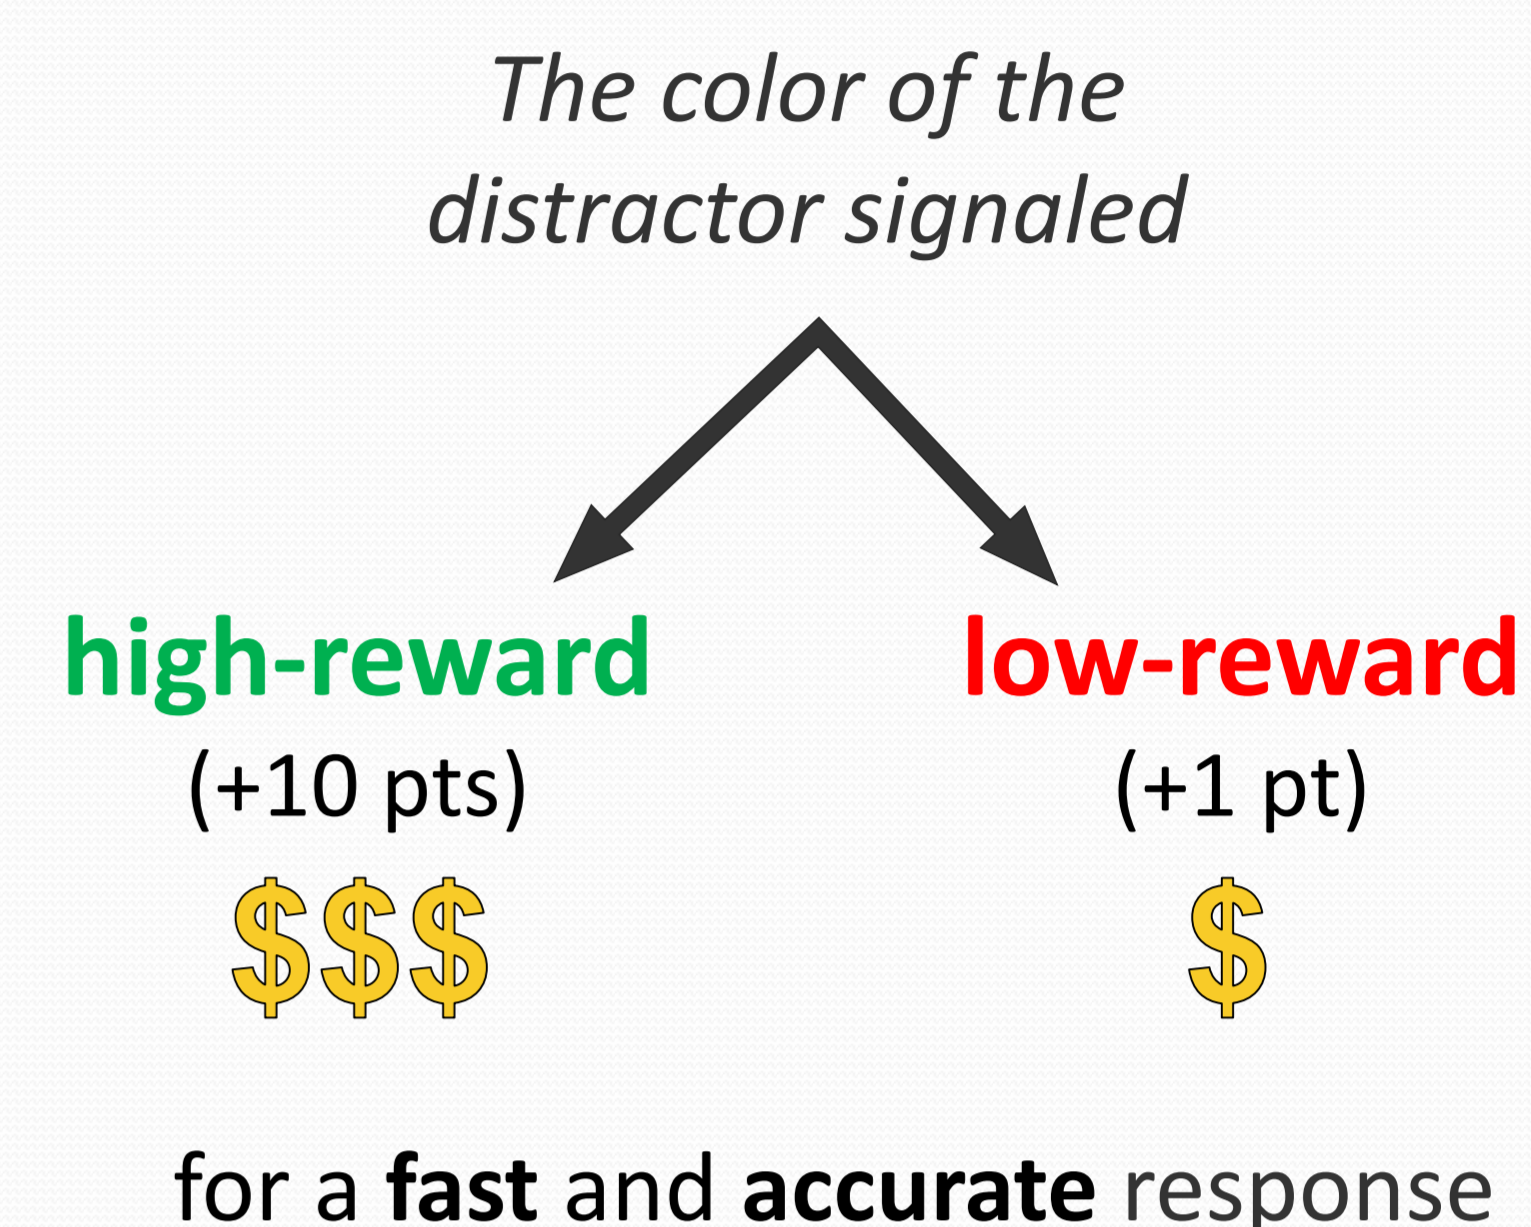 The color of the
distractor signaled
high-reward low-reward
(+10 pts) (+1 pt)
$$$ $
for a fast and accurate response